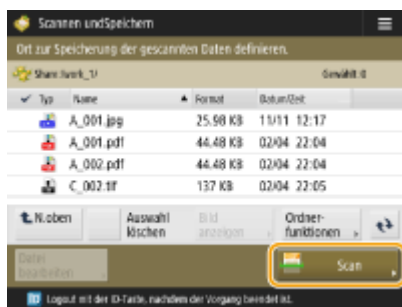 Scannen und Speichern
Ort zur Speicherung der gescannten Daten definieren.
Share:\work_1\ Gewählt:0
Typ Name Format Datum/Zeit
A_001.jpg 25.98 KB 11/11 12:17
A_001.pdf 44.48 KB 02/04 22:04
A_002.pdf 44.48 KB 02/04 22:04
C_002.tif 137 KB 02/04 22:05
N.oben Auswahl löschen Bild anzeigen Ordner-funktionen
Datei bearbeiten Scan
Logout mit der ID-Taste, nachdem der Vorgang beendet ist.